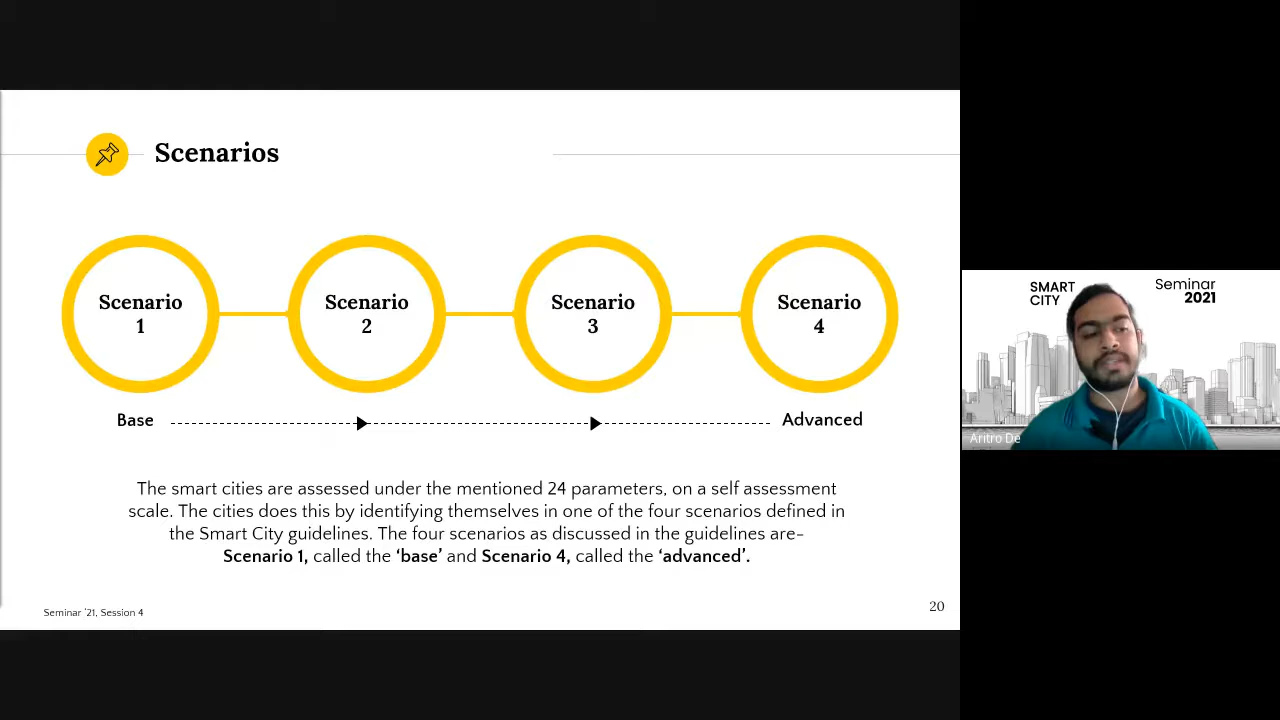 Scenarios
Scenario
1
Scenario
2
Scenario
3
Scenario
4
Base
Advanced
The smart cities are assessed under the mentioned 24 parameters, on a self assessment
scale. The cities does this by identifying themselves in one of the four scenarios defined in
the Smart City guidelines. The four scenarios as discussed in the guidelines are-
Scenario 1, called the ‘base’ and Scenario 4, called the ‘advanced’.
Seminar ’21, Session 4
20
SMART
CITY
Seminar
2021
Aritro De